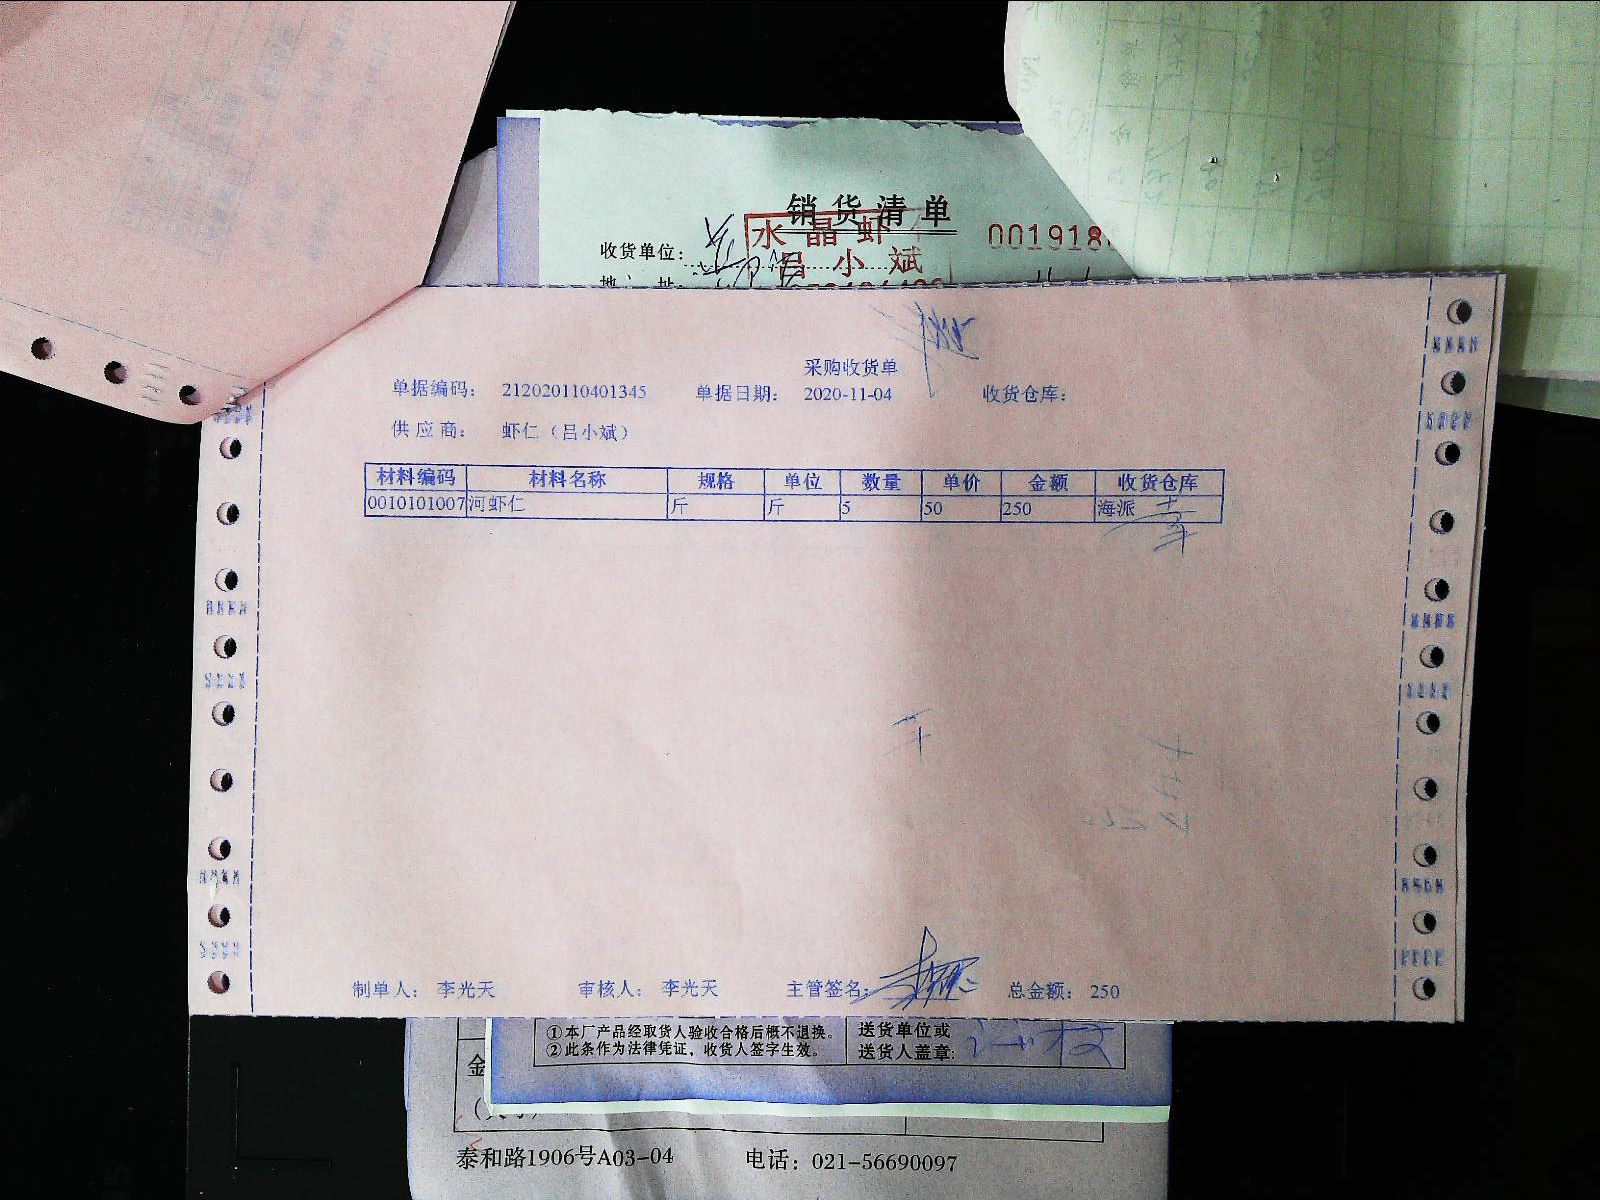 销货清单
水晶虾
收货单位：
吕小斌
001918
采购收货单
单据编码： 212020110401345 单据日期： 2020-11-04 收货仓库：
供应商： 虾仁（吕小斌）
材料编码 材料名称 规格 单位 数量 单价 金额 收货仓库
0010101007 河虾仁 斤 斤 5 50 250 海派
制单人： 李光天 审核人： 李光天 主管签名： 总金额： 250
①本厂产品经取货人验收合格后概不退换。 送货单位或
②此条作为法律凭证，收货人签字生效。 送货人盖章：
金
泰和路1906号A03-04 电话：021-56690097